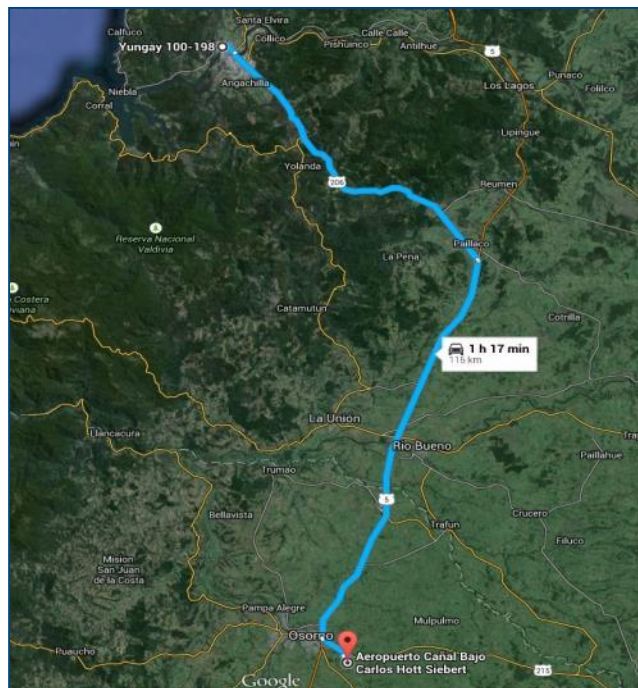 Santa Elvira
Calfuco
Calle Calle
Collico
Pishuinco
Antilhue
Yungay 100-198
5
Punaco
Niebla
Angachilla
Los Lagos
Folilco
Corral
Lipingue
Yolanda
206
Reumen
Reserva Nacional
Valdivia
Paillaco
La Pena
Catamutun
Cotrilla
1 h 17 min
116 km
La Unión
Llancacura
Rio Bueno
Paillahue
Trumao
5
Crucero
Bellavista
Trafun
Filuco
Mision
San Juan
de la Costa
Pampa Alegre
Mulpulmo
Osorno
Puaucho
Aeropuerto Cañal Bajo
Carlos Hott Siebert
Google
215